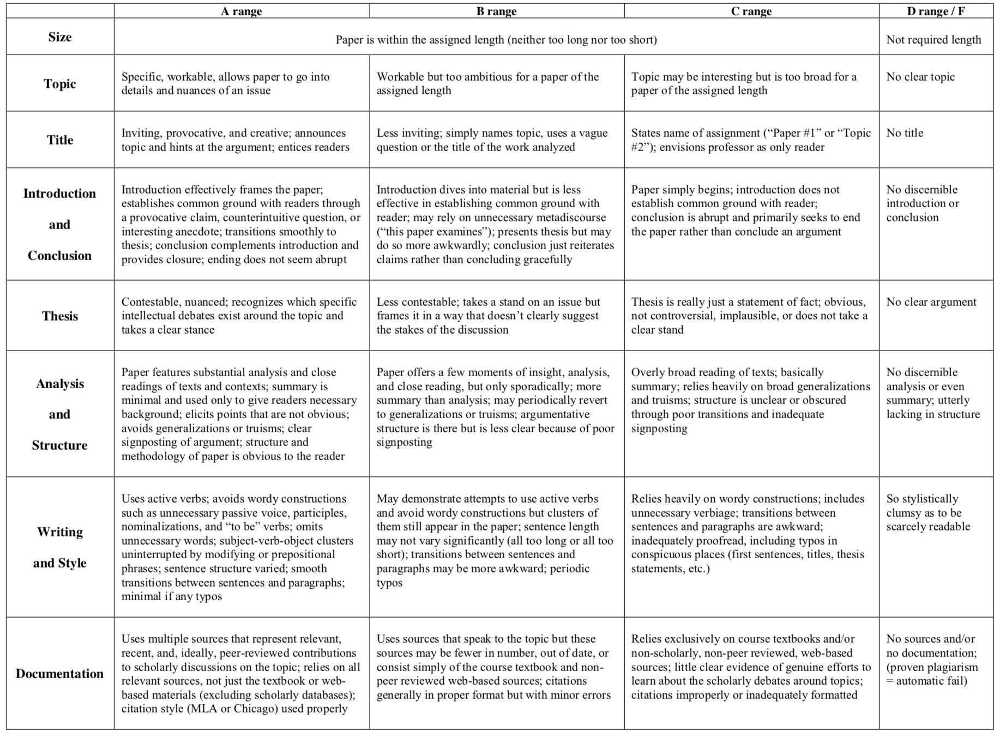 A range B range C range D range / F
Size
Paper is within the assigned length (neither too long nor too short)
Not required length
Topic
Specific, workable, allows paper to go into
details and nuances of an issue
Workable but too ambitious for a paper of the
assigned length
Topic may be interesting but is too broad for a
paper of the assigned length
No clear topic
Title
Inviting, provocative, and creative; announces
topic and hints at the argument; entices readers
Less inviting; simply names topic, uses a vague
question or the title of the work analyzed
States name of assignment (“Paper #1” or “Topic
#2”); envisions professor as only reader
No title
Introduction
and
Conclusion
Introduction effectively frames the paper;
establishes common ground with readers through
a provocative claim, counterintuitive question, or
interesting anecdote; transitions smoothly to
thesis; conclusion complements introduction and
provides closure; ending does not seem abrupt
Introduction dives into material but is less
effective in establishing common ground with
reader; may rely on unnecessary metadiscourse
(“this paper examines”); presents thesis but may
do so more awkwardly; conclusion just reiterates
claims rather than concluding gracefully
Paper simply begins; introduction does not
establish common ground with reader;
conclusion is abrupt and primarily seeks to end
the paper rather than conclude an argument
No discernible
introduction or
conclusion
Thesis
Contestable, nuanced; recognizes which specific
intellectual debates exist around the topic and
takes a clear stance
Less contestable; takes a stand on an issue but
frames it in a way that doesn’t clearly suggest
the stakes of the discussion
Thesis is really just a statement of fact; obvious,
not controversial, implausible, or does not take a
clear stand
No clear argument
Analysis
and
Structure
Paper features substantial analysis and close
readings of texts and contexts; summary is
minimal and used only to give readers necessary
background; elicits points that are not obvious;
avoids generalizations or truisms; clear
signposting of argument; structure and
methodology of paper is obvious to the reader
Paper offers a few moments of insight, analysis,
and close reading, but only sporadically; more
summary than analysis; may periodically revert
to generalizations or truisms; argumentative
structure is there but is less clear because of poor
signposting
Overly broad reading of texts; basically
summary; relies heavily on broad generalizations
and truisms; structure is unclear or obscured
through poor transitions and inadequate
signposting
No discernible
analysis or even
summary; utterly
lacking in structure
Writing
and Style
Uses active verbs; avoids wordy constructions
such as unnecessary passive voice, participles,
nominalizations, and “to be” verbs; omits
unnecessary words; subject-verb-object clusters
uninterrupted by modifying or prepositional
phrases; sentence structure varied; smooth
transitions between sentences and paragraphs;
minimal if any typos
May demonstrate attempts to use active verbs
and avoid wordy constructions but clusters of
them still appear in the paper; sentence length
may not vary significantly (all too long or all too
short); transitions between sentences and
paragraphs may be more awkward; periodic
typos
Relies heavily on wordy constructions; includes
unnecessary verbiage; transitions between
sentences and paragraphs are awkward;
inadequately proofread, including typos in
conspicuous places (first sentences, titles, thesis
statements, etc.)
So stylistically
clumsy as to be
scarcely readable
Documentation
Uses multiple sources that represent relevant,
recent, and, ideally, peer-reviewed contributions
to scholarly discussions on the topic; relies on all
relevant sources, not just the textbook or web-
based materials (excluding scholarly databases);
citation style (MLA or Chicago) used properly
Uses sources that speak to the topic but these
sources may be fewer in number, out of date, or
consist simply of the course textbook and non-
peer reviewed web-based sources; citations
generally in proper format but with minor errors
Relies exclusively on course textbooks and/or
non-scholarly, non-peer reviewed, web-based
sources; little clear evidence of genuine efforts to
learn about the scholarly debates around topics;
citations improperly or inadequately formatted
No sources and/or
no documentation;
(proven plagiarism
= automatic fail)